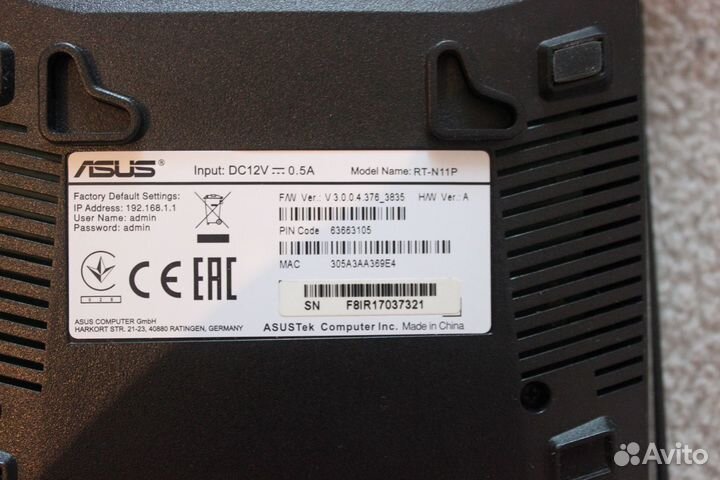 ASUS® Input: DC12V ⎓ 0.5A Model Name: RT-N11P
Factory Default Settings:
IP Address: 192.168.1.1
User Name: admin
Password: admin
F/W Ver.: V 3.0.0.4.376_3835 H/W Ver.: A
PIN Code 63663105
MAC 305A3AA369E4
CE EAC
SN F8IR17037321
ASUS COMPUTER GmbH
HARKORT STR. 21-23, 40880 RATINGEN, GERMANY
ASUSTek Computer Inc. Made in China
Avito